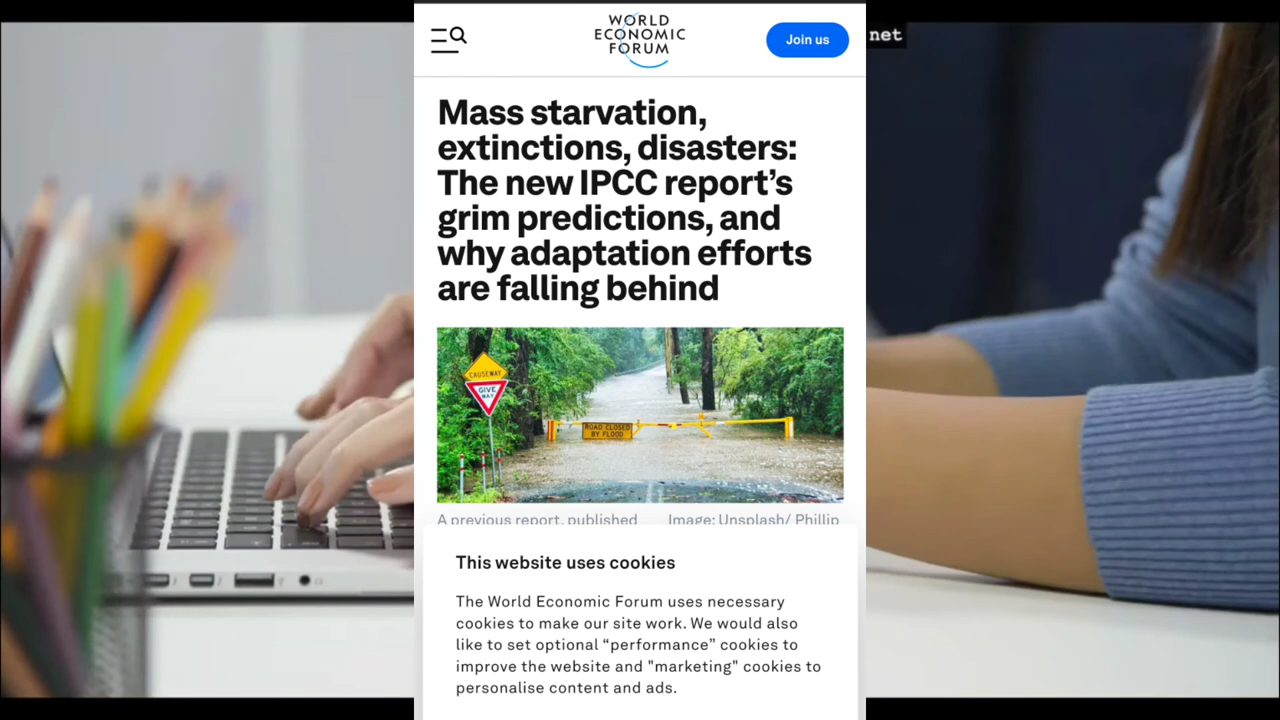 WORLD
ECONOMIC
FORUM
Join us
net
Mass starvation,
extinctions, disasters:
The new IPCC report’s
grim predictions, and
why adaptation efforts
are falling behind
CAUSEWAY
GIVE
WAY
ROAD CLOSED
BY FLOOD
A previous report, published
Image: Unsplash/ Phillip
This website uses cookies
The World Economic Forum uses necessary
cookies to make our site work. We would also
like to set optional “performance” cookies to
improve the website and "marketing" cookies to
personalise content and ads.